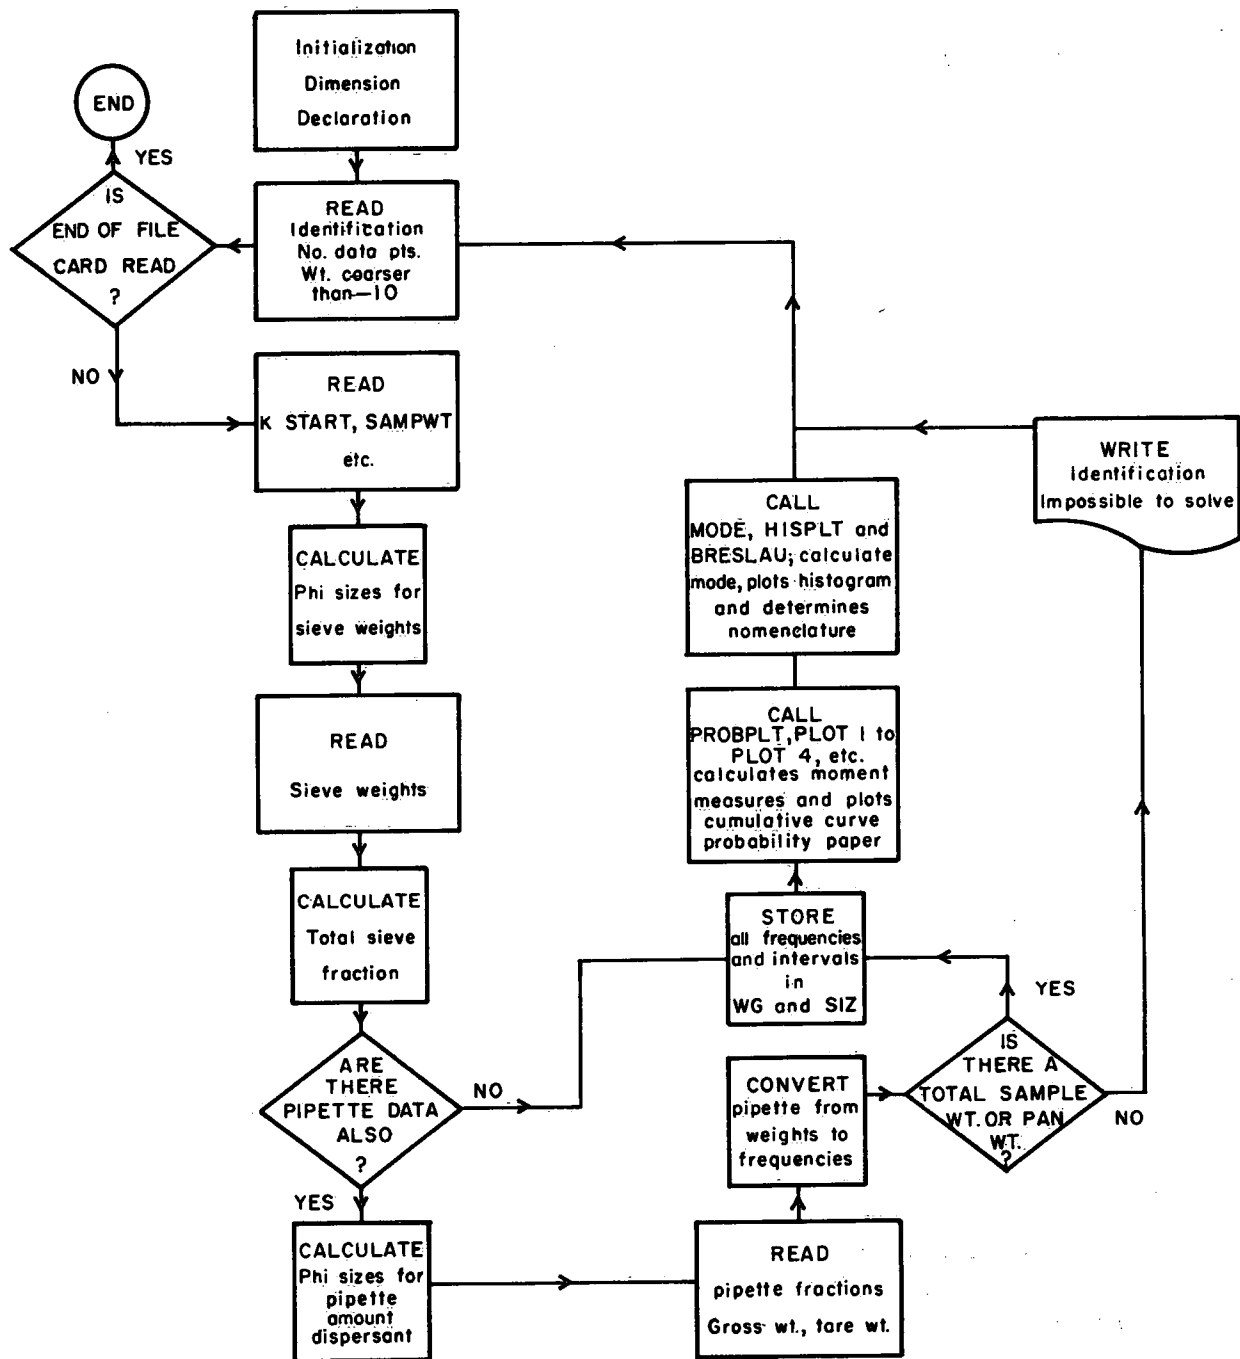 Initialization
Dimension
Declaration
END
YES
IS
END OF FILE
CARD READ
?
READ
Identification
No. data pts.
Wt. coarser
than—10
NO
READ
K START, SAMPWT
etc.
CALCULATE
Phi sizes for
sieve weights
READ
Sieve weights
CALCULATE
Total sieve
fraction
ARE
THERE
PIPETTE DATA
ALSO
?
NO
YES
CALCULATE
Phi sizes for
pipette
amount
dispersant
READ
pipette fractions
Gross wt., tare wt.
CONVERT
pipette from
weights to
frequencies
IS
THERE A
TOTAL SAMPLE
WT. OR PAN
WT.
?
YES
NO
STORE
all frequencies
and intervals
in
WG and SIZ
CALL
PROBPLT, PLOT 1 to
PLOT 4, etc.
calculates moment
measures and plots
cumulative curve
probability paper
CALL
MODE, HISPLT and
BRESLAU; calculate
mode, plots histogram
and determines
nomenclature
WRITE
Identification
Impossible to solve